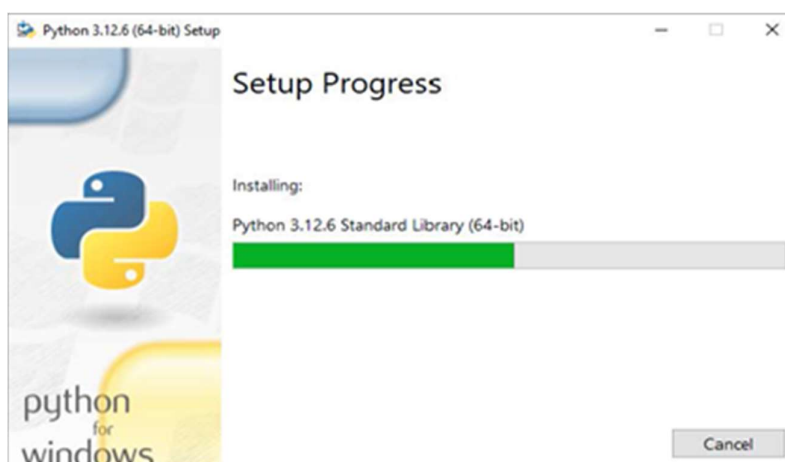 Python 3.12.6 (64-bit) Setup
Setup Progress
Installing:
Python 3.12.6 Standard Library (64-bit)
python
for
windows
Cancel